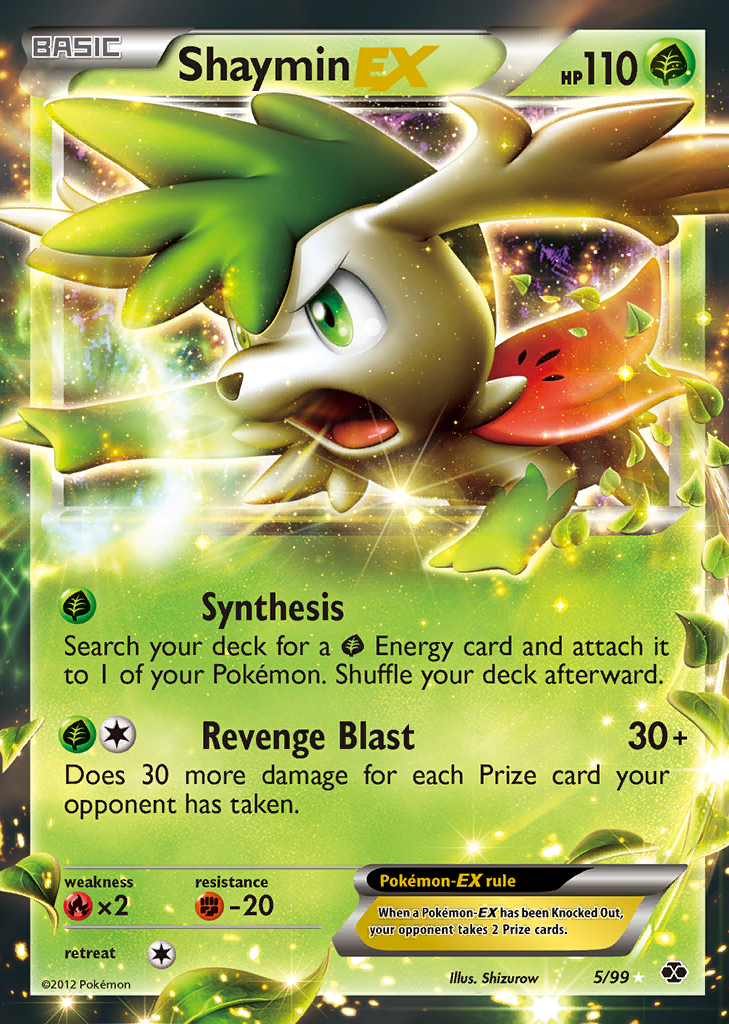 BASIC
Shaymin EX
HP110
Synthesis
Search your deck for a Energy card and attach it
to 1 of your Pokémon. Shuffle your deck afterward.
Revenge Blast 30+
Does 30 more damage for each Prize card your
opponent has taken.
weakness resistance
×2 -20
retreat
Pokémon-EX rule
When a Pokémon-EX has been Knocked Out,
your opponent takes 2 Prize cards.
©2012 Pokémon
Illus. Shizurow
5/99